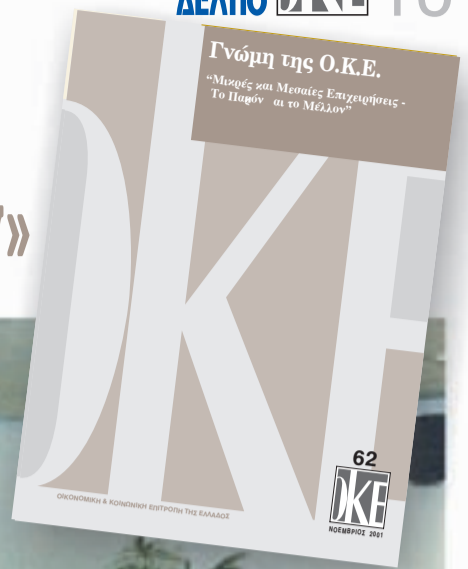 ΔΕΛΤΙΟ ΟΚΕ
Γνώμη της Ο.Κ.Ε.
“Μικρές και Μεσαίες Επιχειρήσεις -
Το Παρόν αι το Μέλλον”
»
ΟΚΕ
62
ΟΚΕ
ΝΟΕΜΒΡΙΟΣ 2001
ΟΙΚΟΝΟΜΙΚΗ & ΚΟΙΝΩΝΙΚΗ ΕΠΙΤΡΟΠΗ ΤΗΣ ΕΛΛΑΔΟΣ